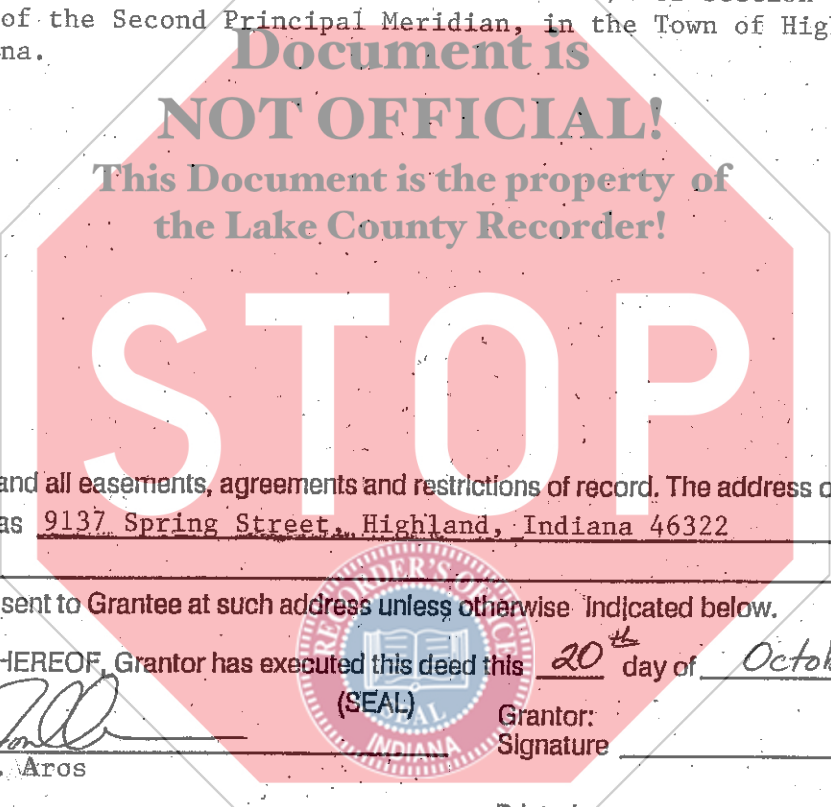 of the Second Principal Meridian, in the Town of Hig
na.
Document is
NOT OFFICIAL!
This Document is the property of
the Lake County Recorder!
STOP
and all easements, agreements and restrictions of record. The address o
as 9137 Spring Street, Highland, Indiana 46322
sent to Grantee at such address unless otherwise indicated below.
HEREOF, Grantor has executed this deed this 20th day of Octob
(SEAL)
Grantor:
Signature
. Aros
RECORDER'S OFFICE
SEAL
INDIANA